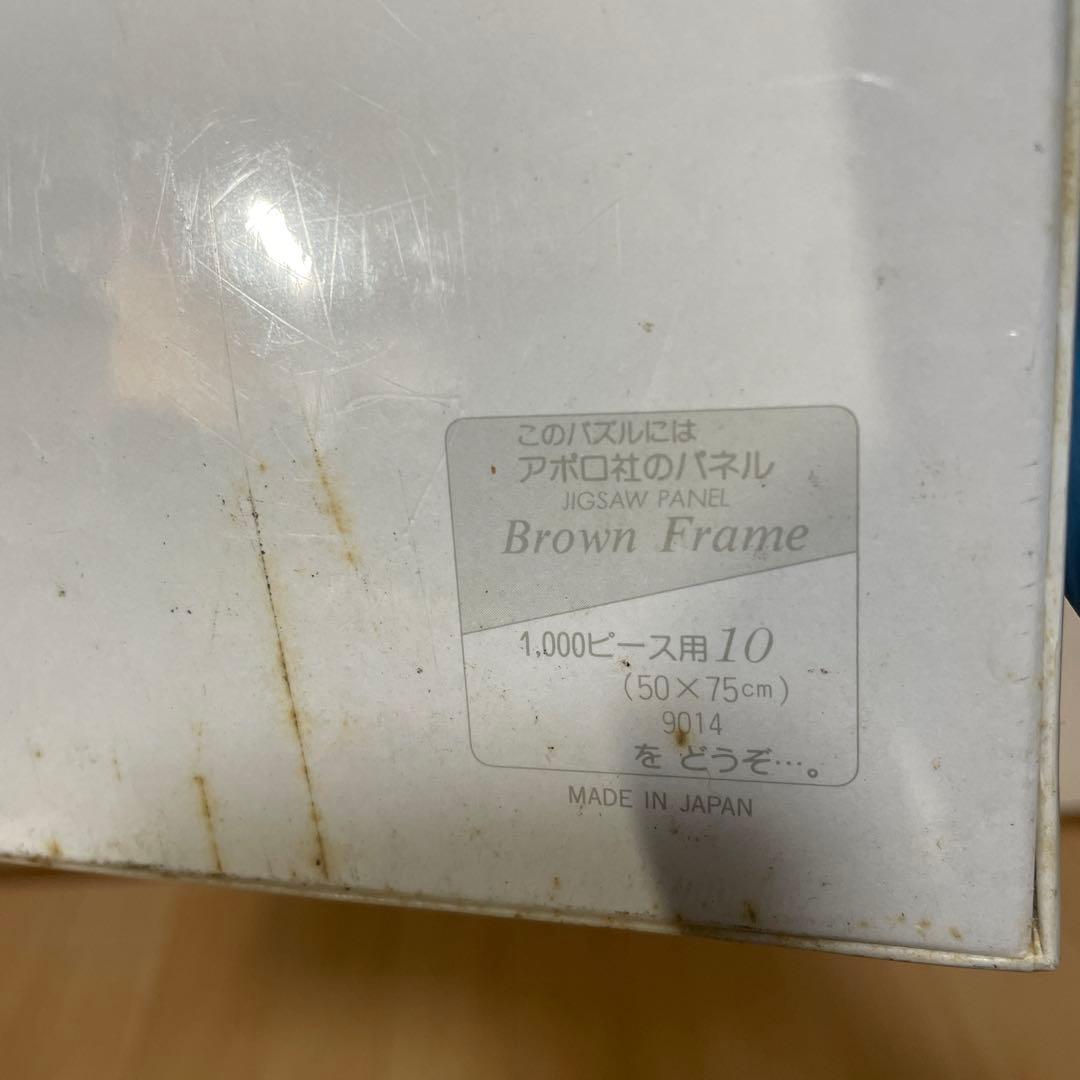 このパズルには
アポロ社のパネル
JIGSAW PANEL
Brown Frame
1,000ピース用10
(50×75cm)
9014
を どうぞ…。
MADE IN JAPAN